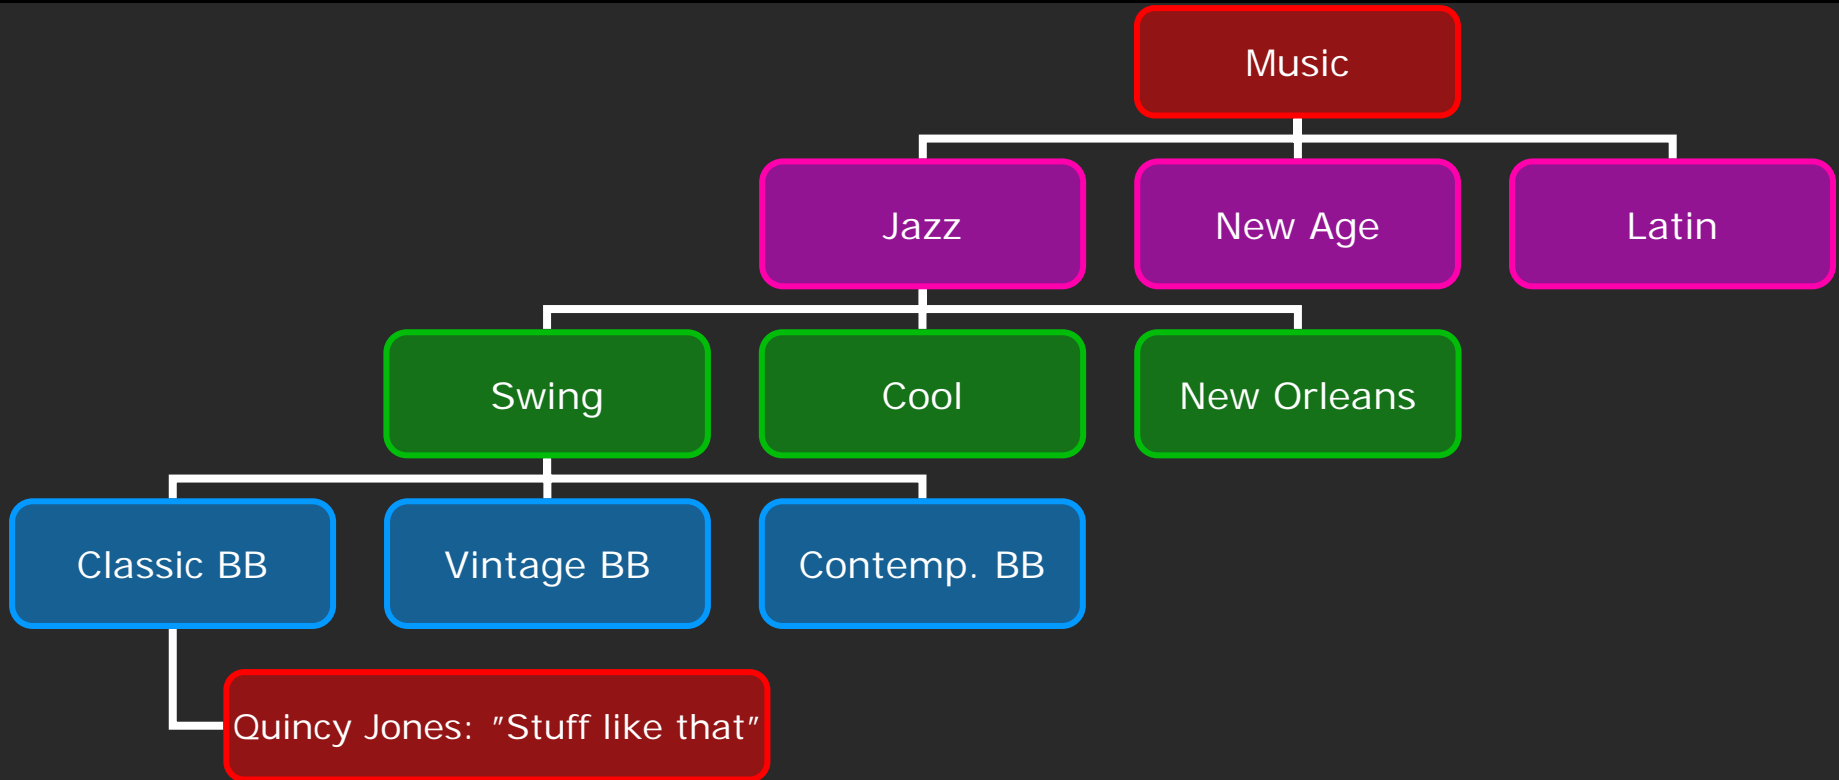 Music
Jazz
New Age
Latin
Swing
Cool
New Orleans
Classic BB
Vintage BB
Contemp. BB
Quincy Jones: "Stuff like that"